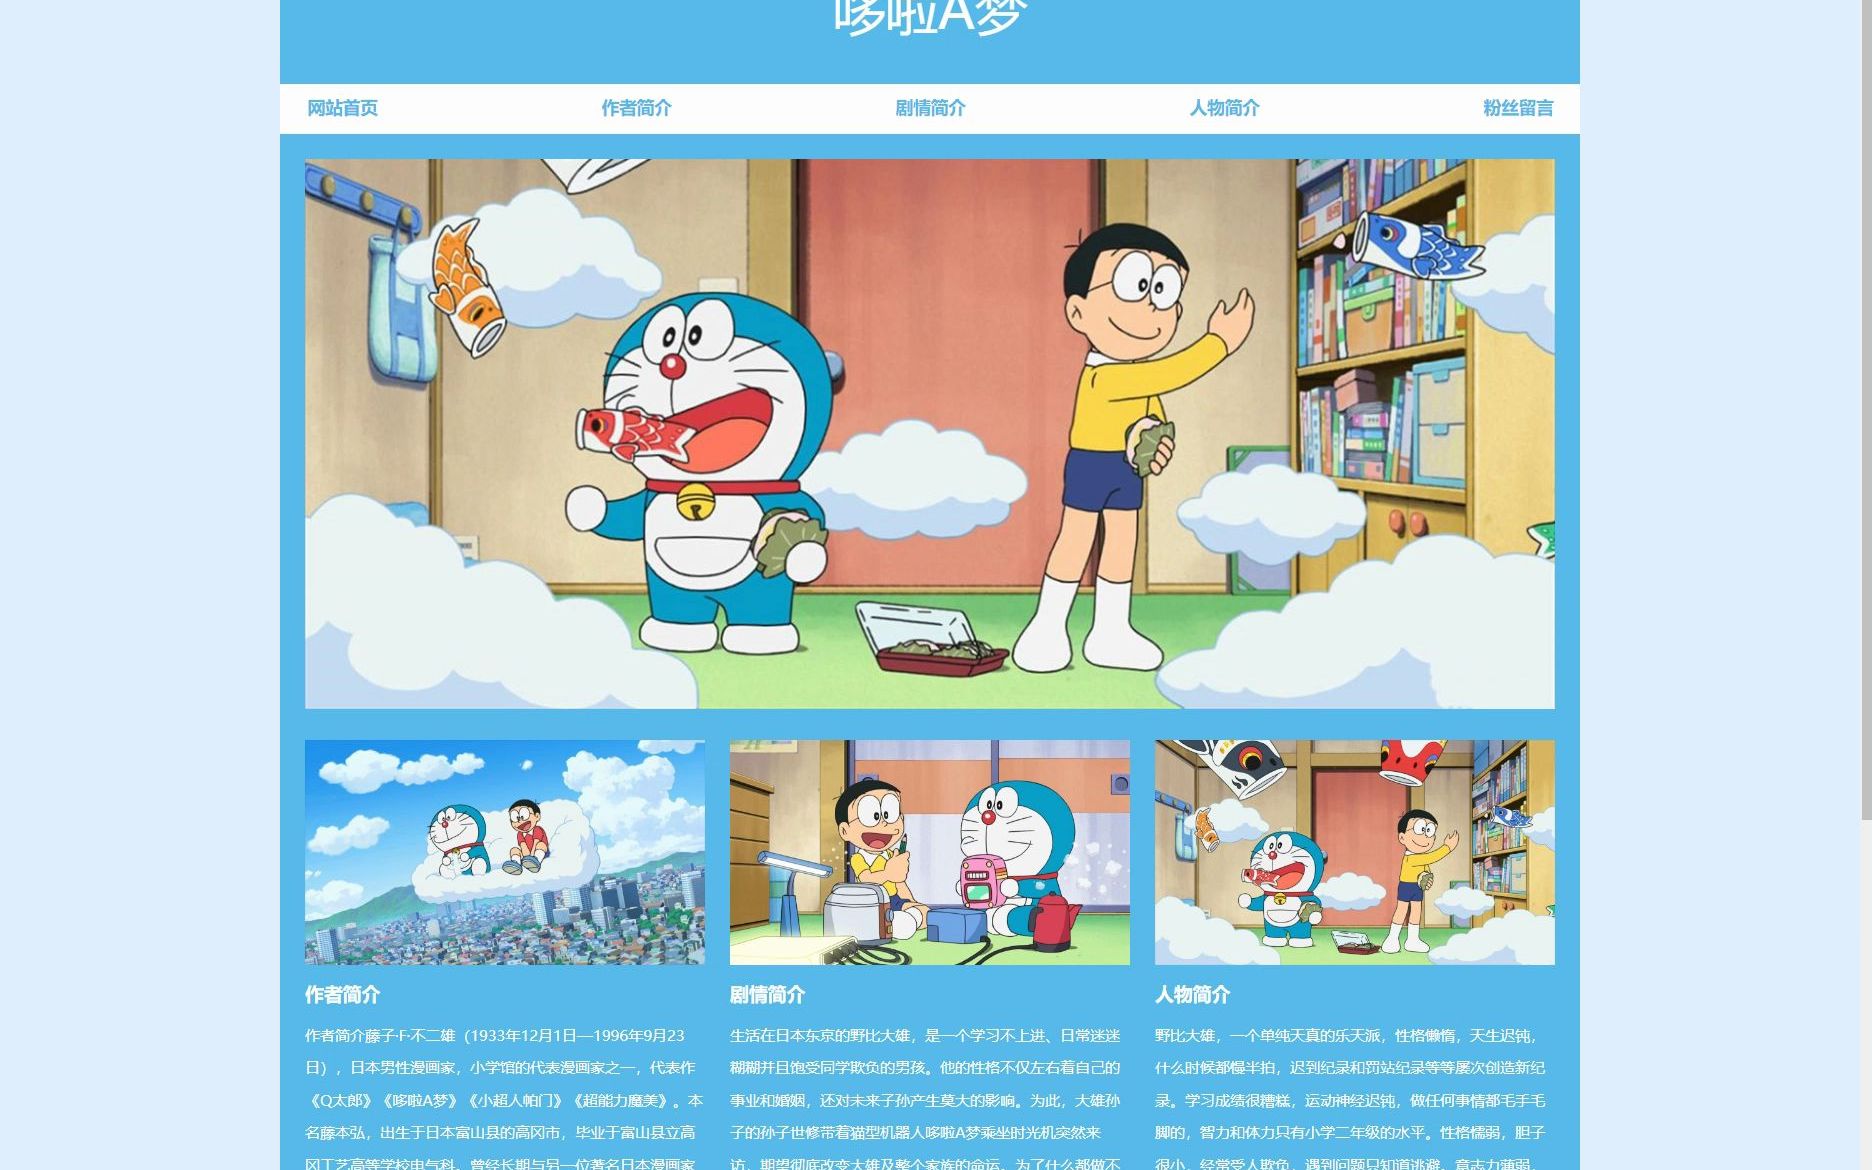 哆啦A梦
网站首页 作者简介 剧情简介 人物简介 粉丝留言
作者简介
作者简介藤子·F·不二雄（1933年12月1日—1996年9月23
日），日本男性漫画家，小学馆的代表漫画家之一，代表作
《Q太郎》《哆啦A梦》《小超人帕门》《超能力魔美》。本
名藤本弘，出生于日本富山县的高冈市，毕业于富山县立高
冈工艺高等学校电气科。曾经长期与另一位著名日本漫画家
剧情简介
生活在日本东京的野比大雄，是一个学习不上进、日常迷迷
糊糊并且饱受同学欺负的男孩。他的性格不仅左右着自己的
事业和婚姻，还对未来子孙产生莫大的影响。为此，大雄孙
子的孙子世修带着猫型机器人哆啦A梦乘坐时光机突然来
访，期望彻底改变大雄及整个家族的命运。为了什么都做不
人物简介
野比大雄，一个单纯天真的乐天派，性格懒惰，天生迟钝，
什么时候都慢半拍，迟到纪录和罚站纪录等等屡次创造新纪
录。学习成绩很糟糕，运动神经迟钝，做任何事情都毛手毛
脚的，智力和体力只有小学二年级的水平。性格懦弱，胆子
很小，经常受人欺负，遇到问题只知道逃避。意志力薄弱，